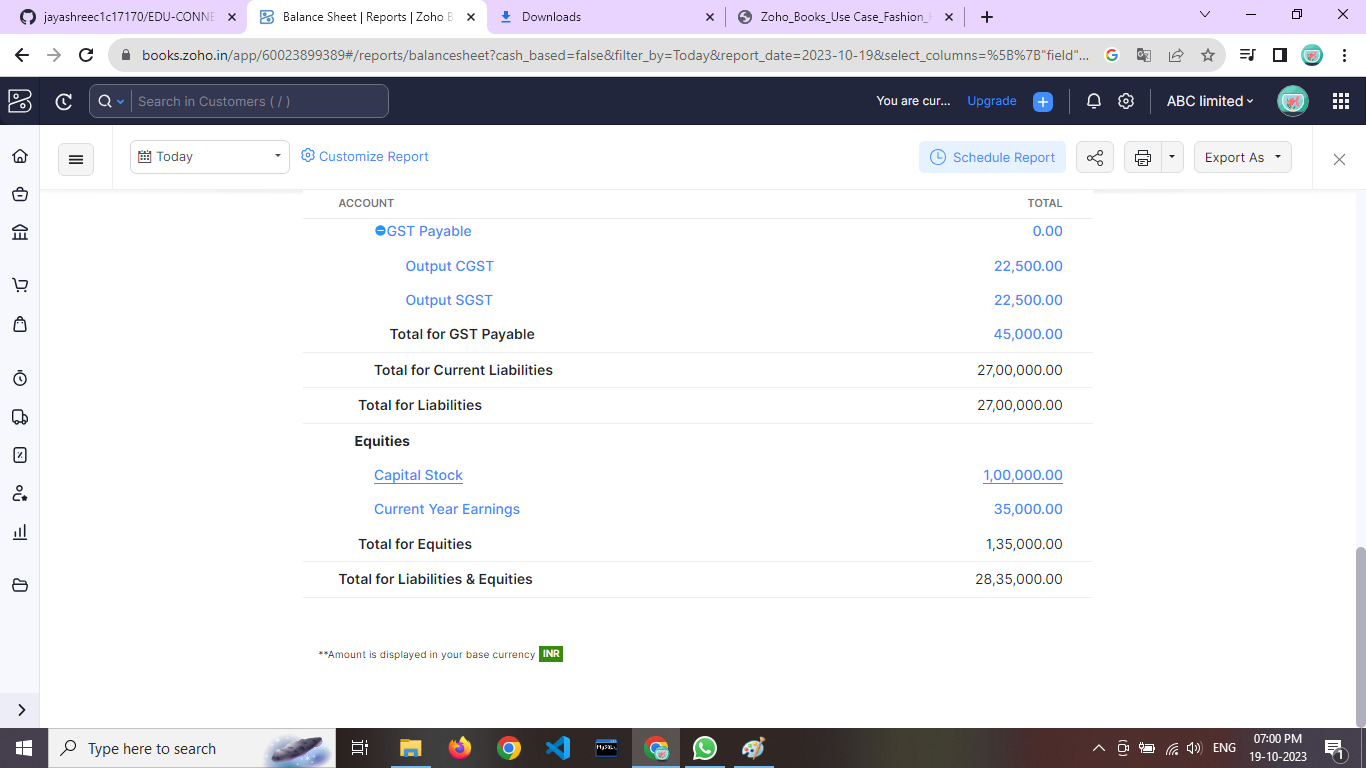 jayashreec1c17170/EDU-CONNE
Balance Sheet | Reports | Zoho B
Downloads
Zoho_Books_Use Case_Fashion_
books.zoho.in/app/60023899389#/reports/balancesheet?cash_based=false&filter_by=Today&report_date=2023-10-19&select_columns=%5B%7B"field"...
Search in Customers ( / )
You are cur... Upgrade
ABC limited
Today
Customize Report
Schedule Report
Export As
ACCOUNT TOTAL
GST Payable 0.00
Output CGST 22,500.00
Output SGST 22,500.00
Total for GST Payable 45,000.00
Total for Current Liabilities 27,00,000.00
Total for Liabilities 27,00,000.00
Equities
Capital Stock 1,00,000.00
Current Year Earnings 35,000.00
Total for Equities 1,35,000.00
Total for Liabilities & Equities 28,35,000.00
**Amount is displayed in your base currency INR
Type here to search
MySQL
ENG
07:00 PM
19-10-2023
1